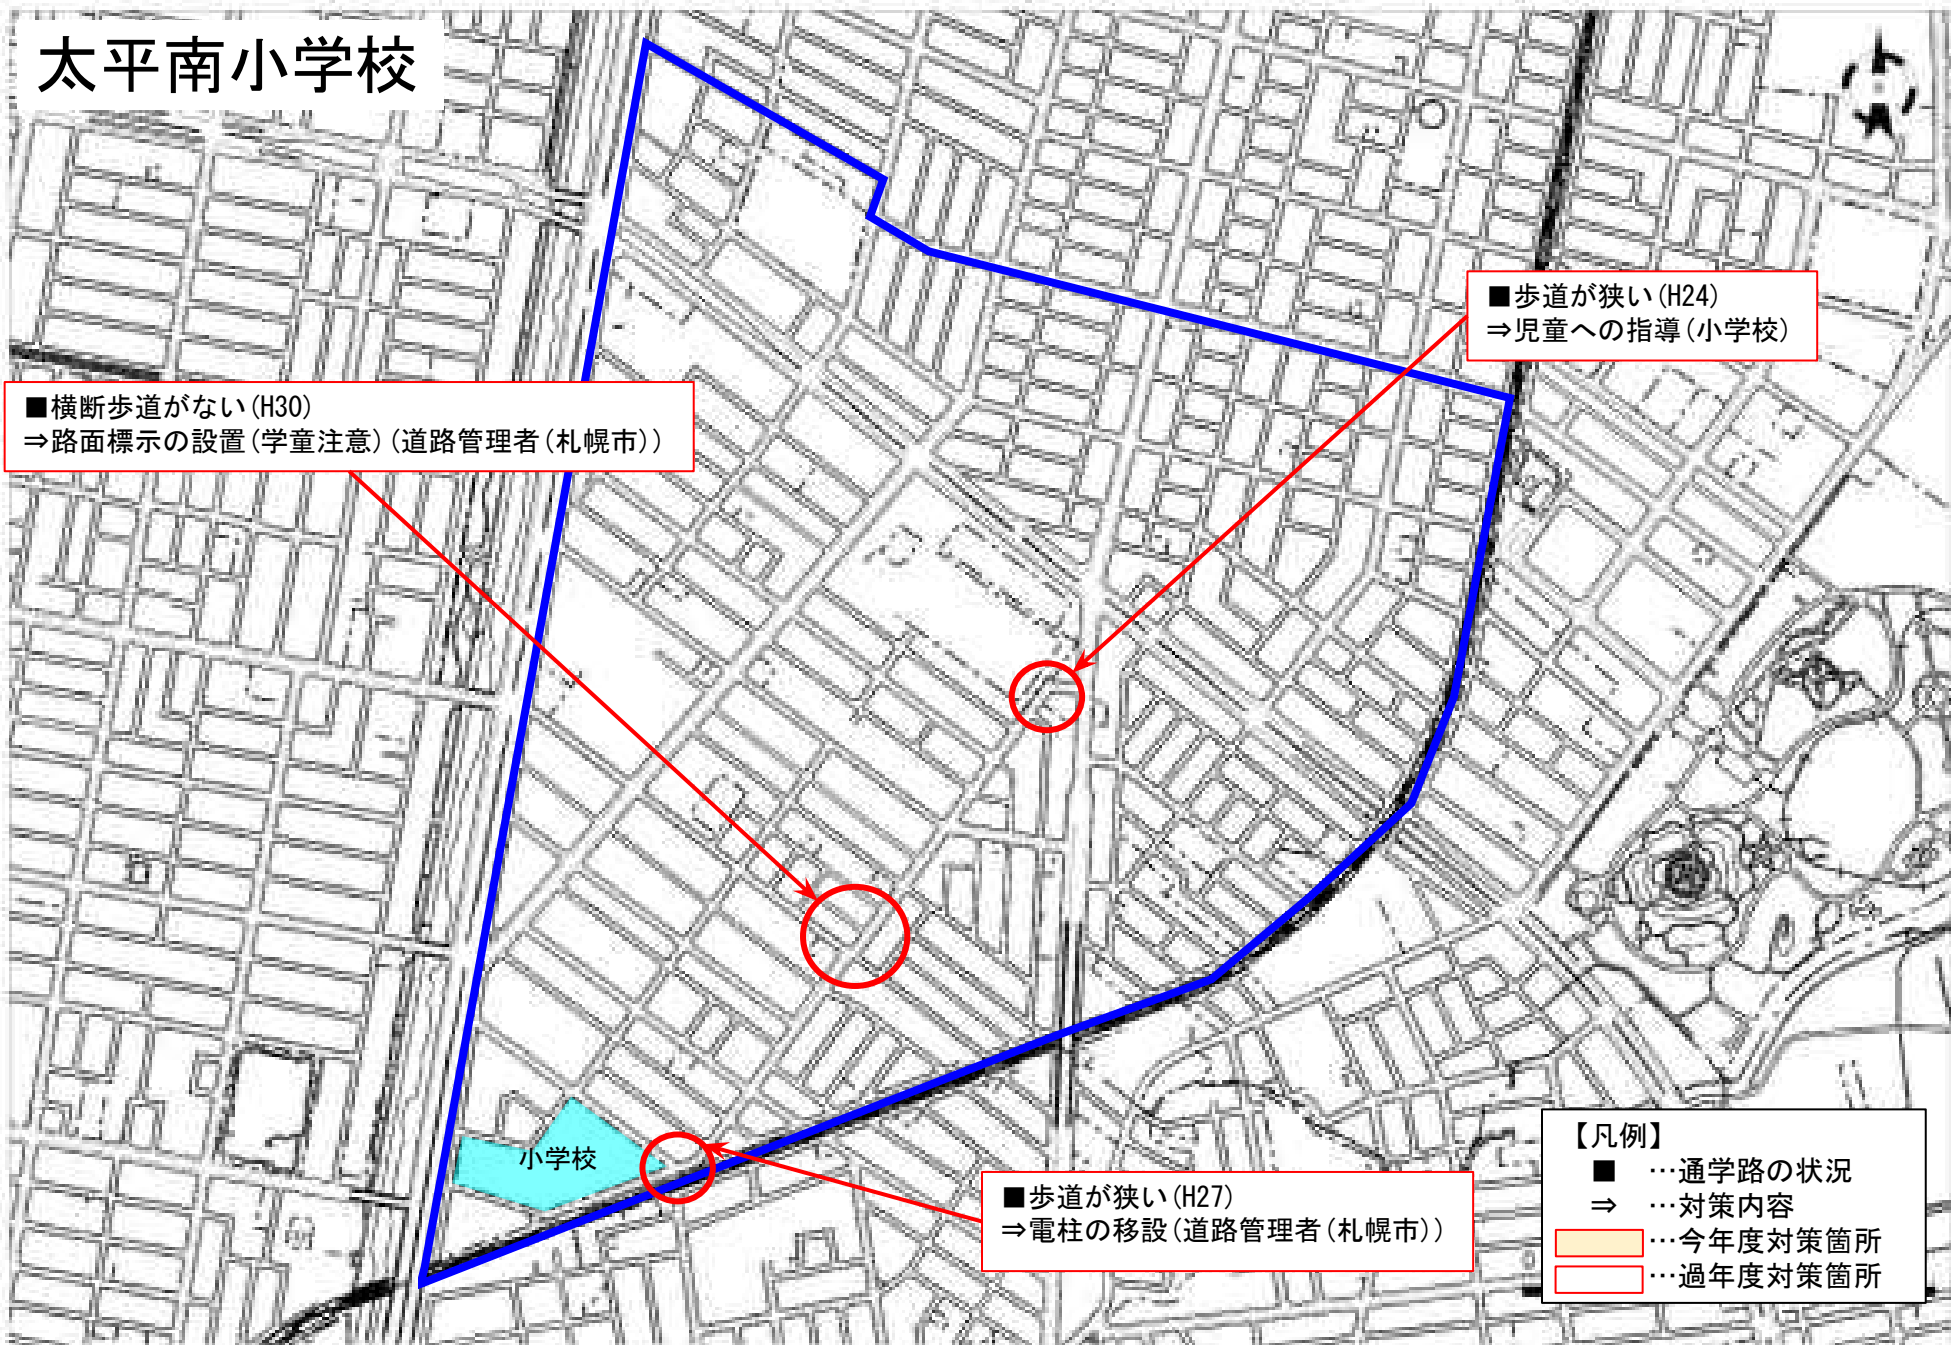 太平南小学校
■歩道が狭い(H24)
⇒児童への指導(小学校)
■横断歩道がない(H30)
⇒路面標示の設置(学童注意)(道路管理者(札幌市))
小学校
■歩道が狭い(H27)
⇒電柱の移設(道路管理者(札幌市))
【凡例】
■ …通学路の状況
⇒ …対策内容
…今年度対策箇所
…過年度対策箇所